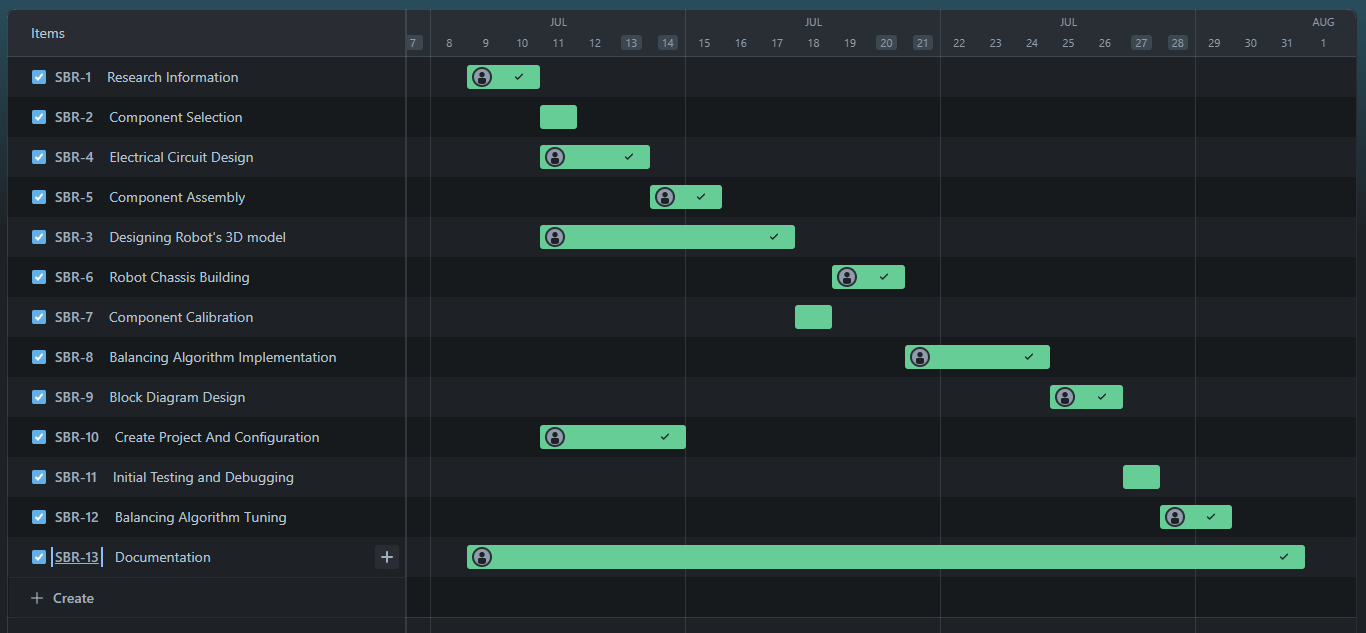 Items
JUL JUL JUL AUG
7 8 9 10 11 12 13 14 15 16 17 18 19 20 21 22 23 24 25 26 27 28 29 30 31 1
SBR-1 Research Information
SBR-2 Component Selection
SBR-4 Electrical Circuit Design
SBR-5 Component Assembly
SBR-3 Designing Robot's 3D model
SBR-6 Robot Chassis Building
SBR-7 Component Calibration
SBR-8 Balancing Algorithm Implementation
SBR-9 Block Diagram Design
SBR-10 Create Project And Configuration
SBR-11 Initial Testing and Debugging
SBR-12 Balancing Algorithm Tuning
SBR-13 Documentation
Create